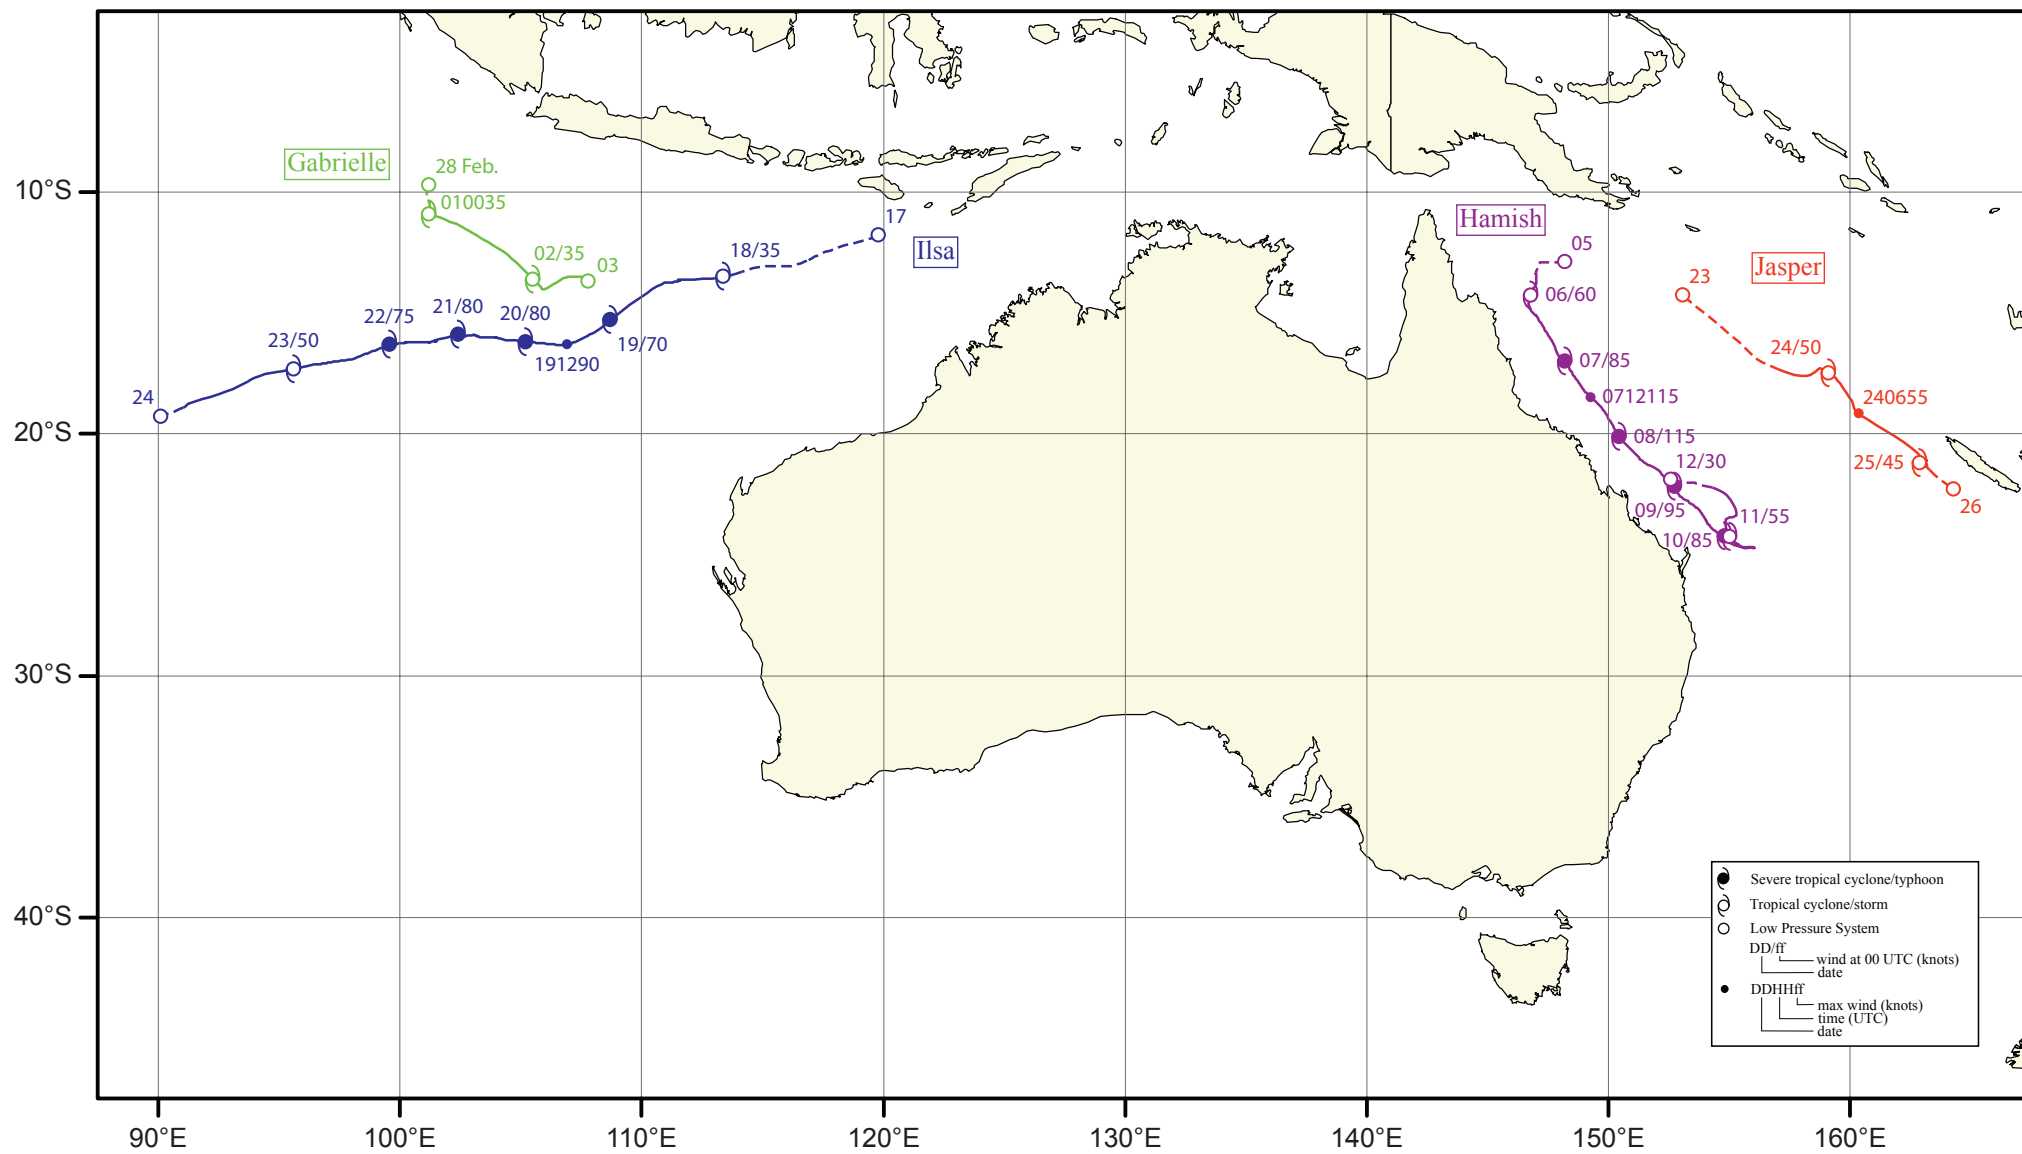 Gabrielle
28 Feb.
10°S
010035
Hamish
17
Ilsa
05
18/35
02/35
03
Jasper
23
06/60
21/80
20/80
22/75
23/50
19/70
191290
24/50
07/85
24
0712115
240655
20°S
08/115
12/30
25/45
26
09/95
11/55
10/85
30°S
40°S
Severe tropical cyclone/typhoon
Tropical cyclone/storm
Low Pressure System
DD/ff
wind at 00 UTC (knots)
date
DDHHff
max wind (knots)
time (UTC)
date
90°E 100°E 110°E 120°E 130°E 140°E 150°E 160°E